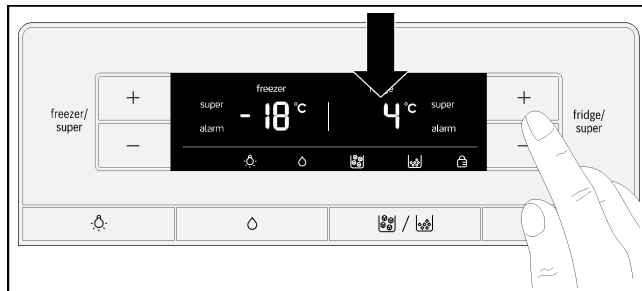 freezer
super
- 18 °C
alarm
4 °C
super
alarm
freezer/
super
+
−
+
−
fridge/
super
/